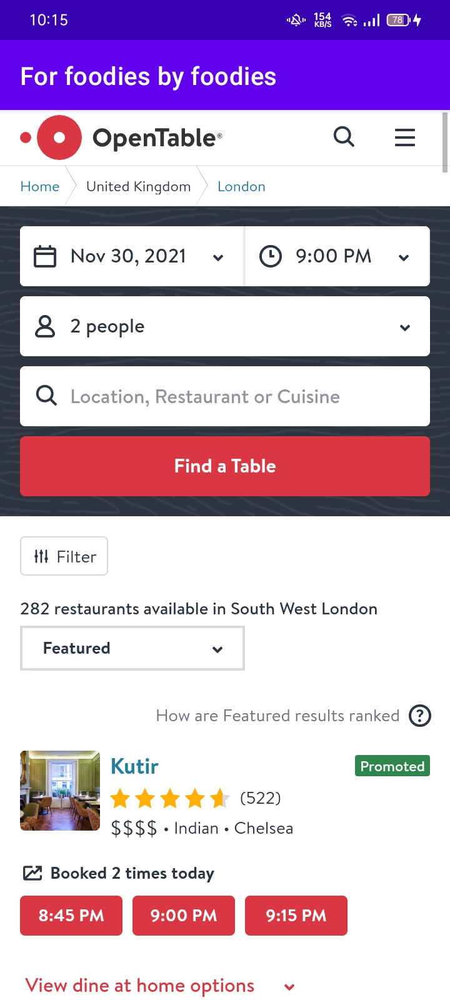 10:15 154 KB/S 78
For foodies by foodies
OpenTable®
Home United Kingdom London
Nov 30, 2021 9:00 PM
2 people
Location, Restaurant or Cuisine
Find a Table
Filter
282 restaurants available in South West London
Featured
How are Featured results ranked ?
Kutir Promoted
(522)
$$$$ • Indian • Chelsea
Booked 2 times today
8:45 PM 9:00 PM 9:15 PM
View dine at home options